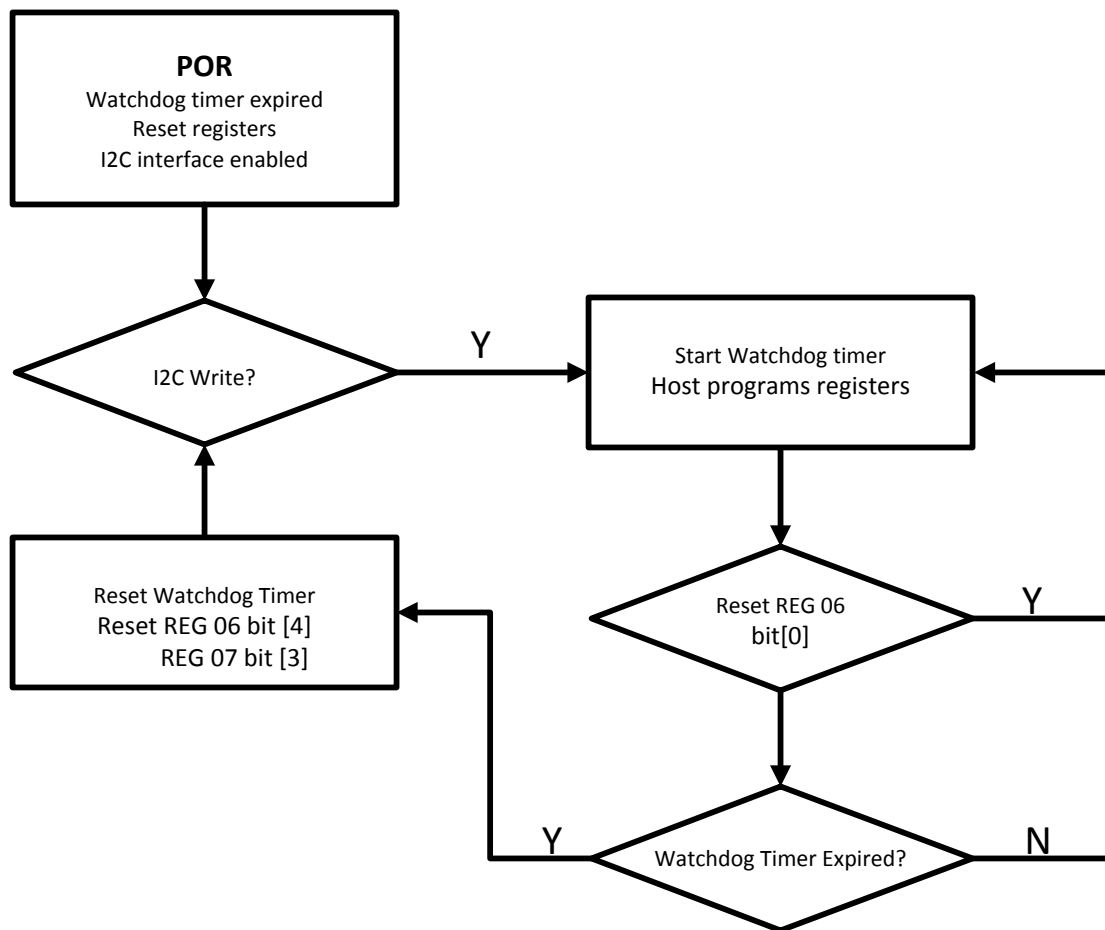 POR
Watchdog timer expired
Reset registers
I2C interface enabled
I2C Write?
Y
Start Watchdog timer
Host programs registers
Reset Watchdog Timer
Reset REG 06 bit [4]
REG 07 bit [3]
Reset REG 06
bit[0]
Y
Y
Watchdog Timer Expired?
N